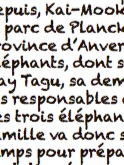 epuis, Kai-Mook
parc de Planck
rovince d'Anver
léphants, dont s
ay Tagu, sa dem
s responsables 
es trois éléphan
amille va donc s
mps pour prépa